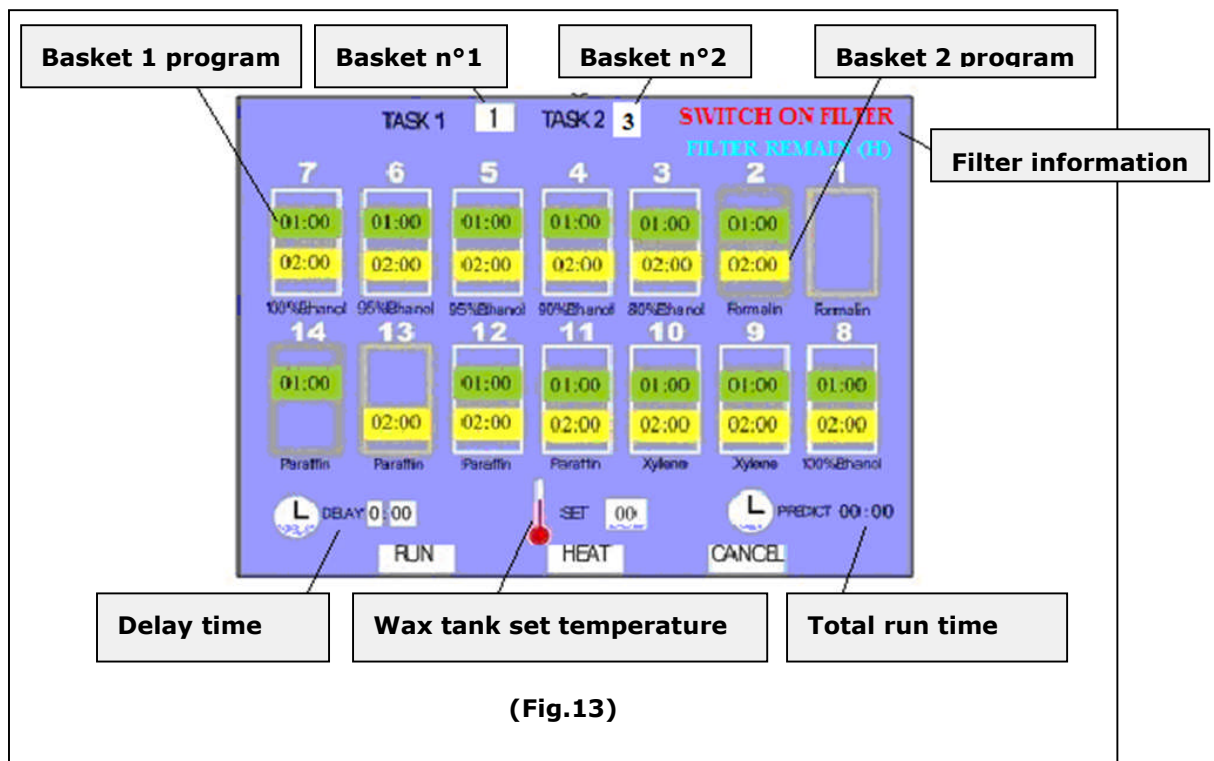 Basket 1 program
Basket n°1
Basket n°2
Basket 2 program
TASK 1 1 TASK 2 3 SWITCH ON FILTER
FILTER REMAIN (H)
Filter information
7 6 5 4 3 2 1
01:00 01:00 01:00 01:00 01:00 01:00
02:00 02:00 02:00 02:00 02:00 02:00
100%Ethanol 95%Ethanol 95%Ethanol 90%Ethanol 80%Ethanol Formalin Formalin
14 13 12 11 10 9 8
01:00 01:00 01:00 01:00 01:00 01:00
02:00 02:00 02:00 02:00 02:00 02:00
Paraffin Paraffin Paraffin Paraffin Xylene Xylene 100%Ethanol
DELAY 0:00 SET 00 PREDICT 00:00
RUN HEAT CANCEL
Delay time
Wax tank set temperature
Total run time
(Fig.13)